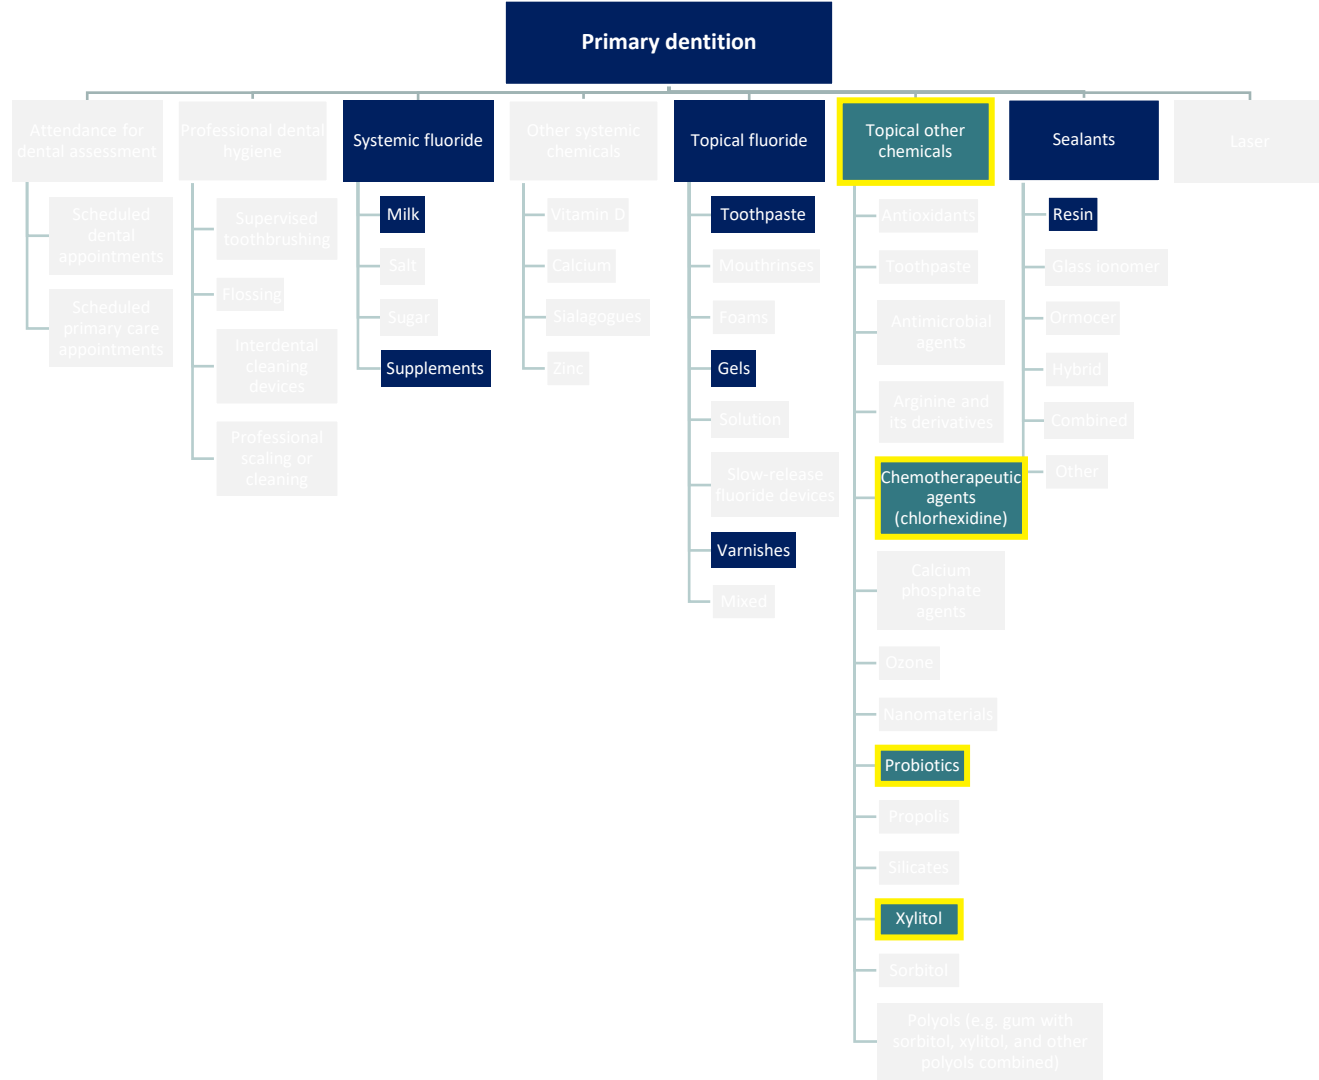 Primary dentition
Attendance for
dental assessment
Scheduled
dental
appointments
Scheduled
primary care
appointments
Professional dental
hygiene
Supervised
toothbrushing
Flossing
Interdental
cleaning
devices
Professional
scaling or
cleaning
Systemic fluoride
Milk
Salt
Sugar
Supplements
Other systemic
chemicals
Vitamin D
Calcium
Sialagogues
Zinc
Topical fluoride
Toothpaste
Mouthrinses
Foams
Gels
Solution
Slow-release
fluoride devices
Varnishes
Mixed
Topical other
chemicals
Antioxidants
Toothpaste
Antimicrobial
agents
Arginine and
its derivatives
Chemotherapeutic
agents
(chlorhexidine)
Calcium
phosphate
agents
Ozone
Nanomaterials
Probiotics
Propolis
Silicates
Xylitol
Sorbitol
Polyols (e.g. gum with
sorbitol, xylitol, and other
polyols combined)
Sealants
Resin
Glass ionomer
Ormocer
Hybrid
Combined
Other
Laser